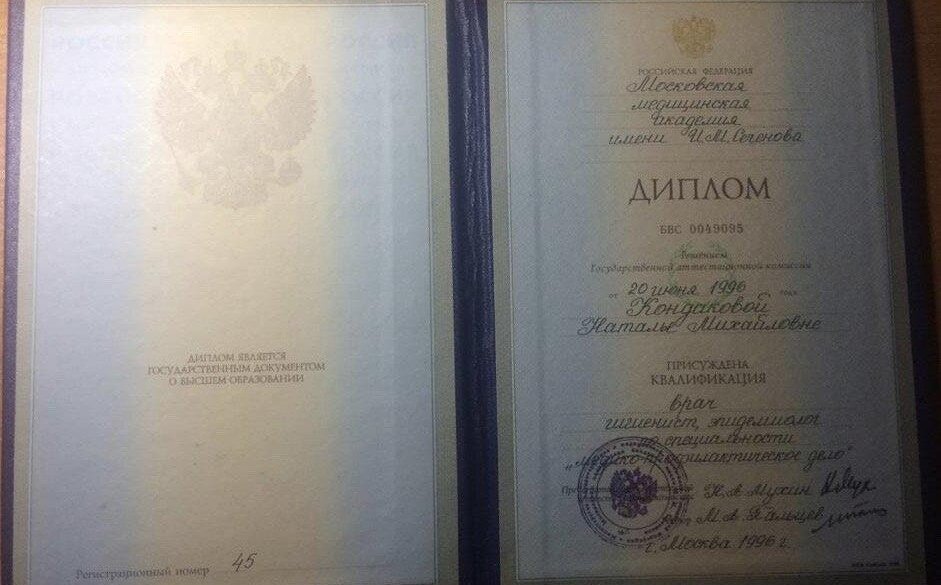 ДИПЛОМ ЯВЛЯЕТСЯ
ГОСУДАРСТВЕННЫМ ДОКУМЕНТОМ
О ВЫСШЕМ ОБРАЗОВАНИИ
Регистрационный номер 45
РОССИЙСКАЯ ФЕДЕРАЦИЯ
Московская
медицинская
академия
имени И.М. Сеченова
ДИПЛОМ
БВС 0049095
Решением
Государственной аттестационной комиссии
от 20 июня 1996 года
Кондаковой
Наталье Михайловне
ПРИСУЖДЕНА
КВАЛИФИКАЦИЯ
врач
гигиенист, эпидемиолог
по специальности
"Медико-профилактическое дело"
Н.А. Мухин
М.А. Пальцев
г. Москва 1996 г.